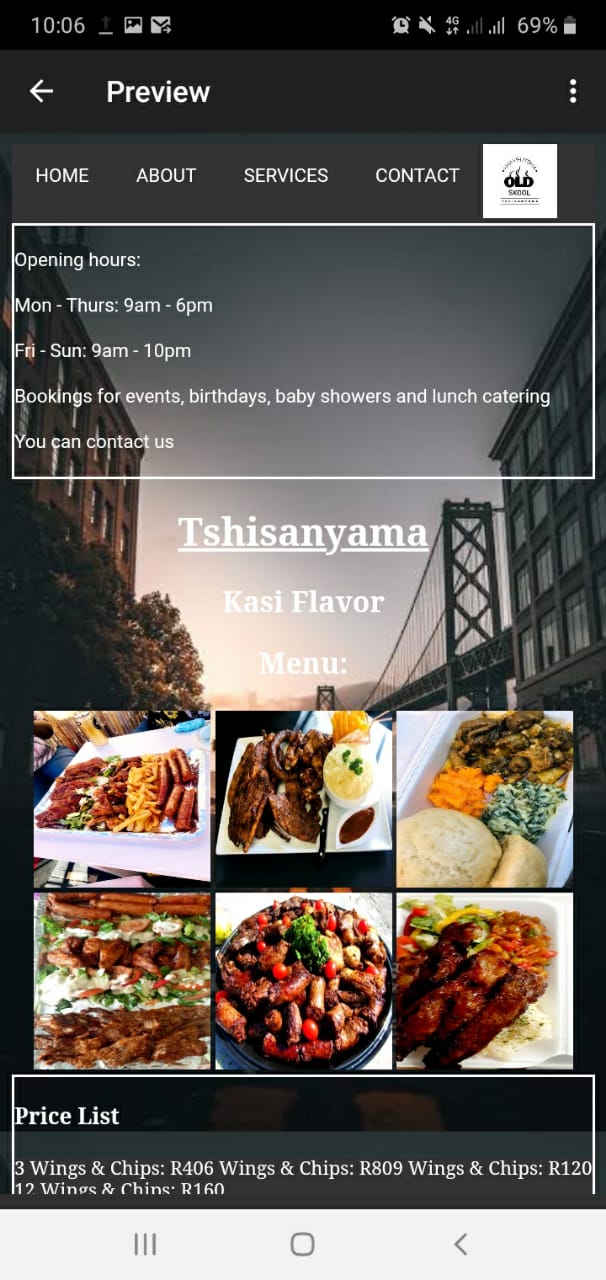 10:06
4G
69%
Preview
HOME ABOUT SERVICES CONTACT
OLD
SKOOL
Opening hours:
Mon - Thurs: 9am - 6pm
Fri - Sun: 9am - 10pm
Bookings for events, birthdays, baby showers and lunch catering
You can contact us
Tshisanyama
Kasi Flavor
Menu:
Price List
3 Wings & Chips: R406 Wings & Chips: R809 Wings & Chips: R120
12 Wings & Chips: R160